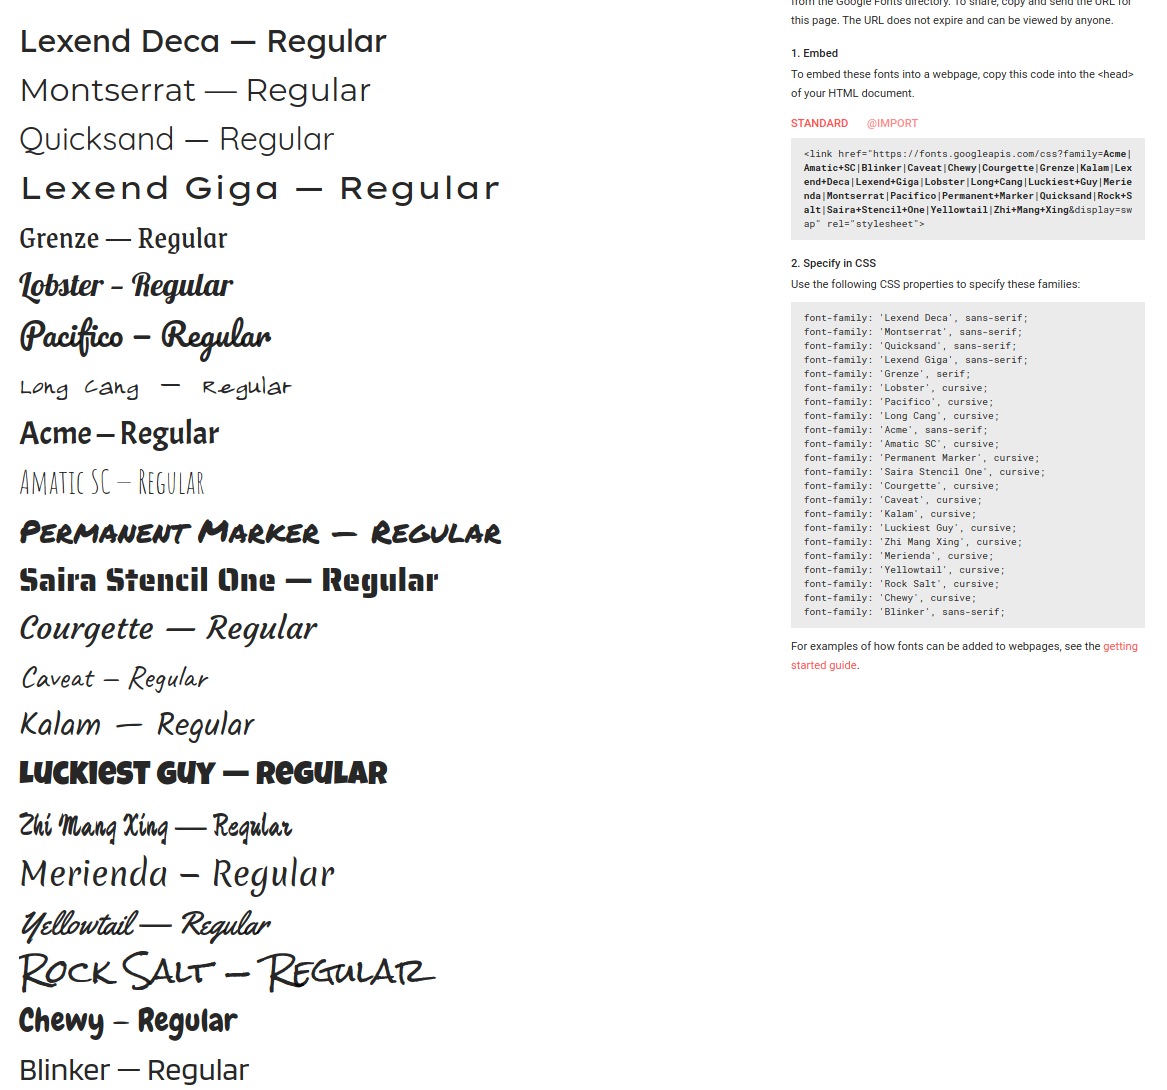 Lexend Deca — Regular
Montserrat — Regular
Quicksand — Regular
Lexend Giga — Regular
Grenze — Regular
Lobster – Regular
Pacifico — Regular
Long Cang — Regular
Acme — Regular
Amatic SC — Regular
Permanent Marker — Regular
Saira Stencil One — Regular
Courgette — Regular
Caveat — Regular
Kalam — Regular
Luckiest Guy — Regular
Zhi Mang Xing — Regular
Merienda — Regular
Yellowtail — Regular
Rock Salt — Regular
Chewy — Regular
Blinker — Regular
from the Google Fonts directory. To share, copy and send the URL for
this page. The URL does not expire and can be viewed by anyone.
1. Embed
To embed these fonts into a webpage, copy this code into the <head>
of your HTML document.
STANDARD @IMPORT
<link href="https://fonts.googleapis.com/css?family=Acme|
Amatic+SC|Blinker|Caveat|Chewy|Courgette|Grenze|Kalam|Lex
end+Deca|Lexend+Giga|Lobster|Long+Cang|Luckiest+Guy|Merie
nda|Montserrat|Pacifico|Permanent+Marker|Quicksand|Rock+S
alt|Saira+Stencil+One|Yellowtail|Zhi+Mang+Xing&display=sw
ap" rel="stylesheet">
2. Specify in CSS
Use the following CSS properties to specify these families:
font-family: 'Lexend Deca', sans-serif;
font-family: 'Montserrat', sans-serif;
font-family: 'Quicksand', sans-serif;
font-family: 'Lexend Giga', sans-serif;
font-family: 'Grenze', serif;
font-family: 'Lobster', cursive;
font-family: 'Pacifico', cursive;
font-family: 'Long Cang', cursive;
font-family: 'Acme', sans-serif;
font-family: 'Amatic SC', cursive;
font-family: 'Permanent Marker', cursive;
font-family: 'Saira Stencil One', cursive;
font-family: 'Courgette', cursive;
font-family: 'Caveat', cursive;
font-family: 'Kalam', cursive;
font-family: 'Luckiest Guy', cursive;
font-family: 'Zhi Mang Xing', cursive;
font-family: 'Merienda', cursive;
font-family: 'Yellowtail', cursive;
font-family: 'Rock Salt', cursive;
font-family: 'Chewy', cursive;
font-family: 'Blinker', sans-serif;
For examples of how fonts can be added to webpages, see the getting
started guide.